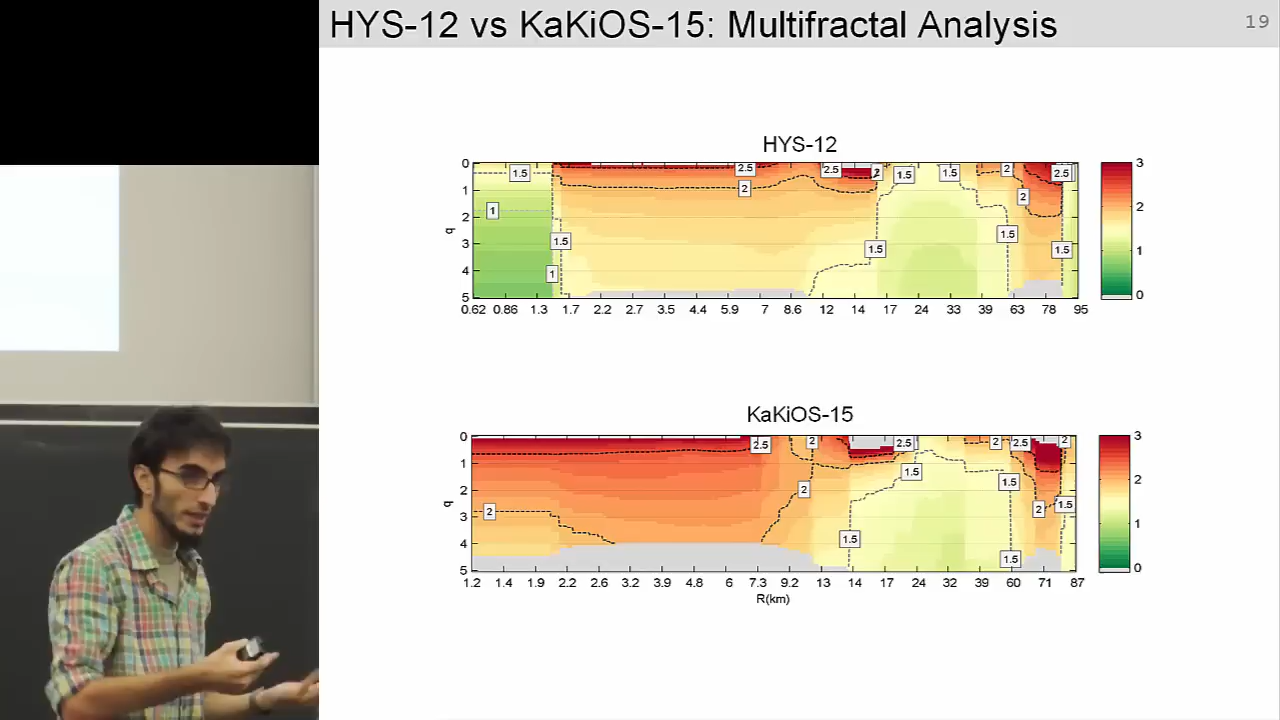 HYS-12 vs KaKiOS-15: Multifractal Analysis
19
HYS-12
0 1 2 3 4 5
q
1.5 2.5 2.5 2 1.5 1.5 2 2.5
1 2 2
1.5 1.5 1.5 1.5
1
0.62 0.86 1.3 1.7 2.2 2.7 3.5 4.4 5.9 7 8.6 12 14 17 24 33 39 63 78 95
3 2 1 0
KaKiOS-15
0 1 2 3 4 5
q
2.5 2 2.5 2 2.5 2
1.5 1.5
2 2 2 1.5
1.5 1.5
1.2 1.4 1.9 2.2 2.6 3.2 3.9 4.8 6 7.3 9.2 13 14 17 24 32 39 60 71 87
R(km)
3 2 1 0